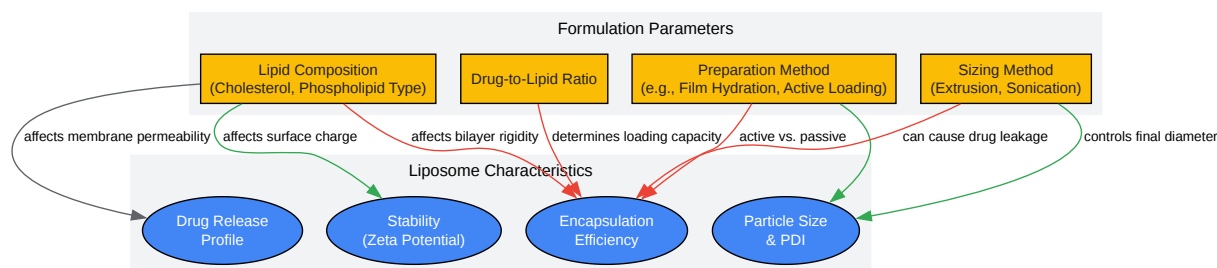 Formulation Parameters
Lipid Composition
(Cholesterol, Phospholipid Type)
Drug-to-Lipid Ratio
Preparation Method
(e.g., Film Hydration, Active Loading)
Sizing Method
(Extrusion, Sonication)
affects membrane permeability
affects surface charge
affects bilayer rigidity
determines loading capacity
active vs. passive
can cause drug leakage
controls final diameter
Liposome Characteristics
Drug Release
Profile
Stability
(Zeta Potential)
Encapsulation
Efficiency
Particle Size
& PDI